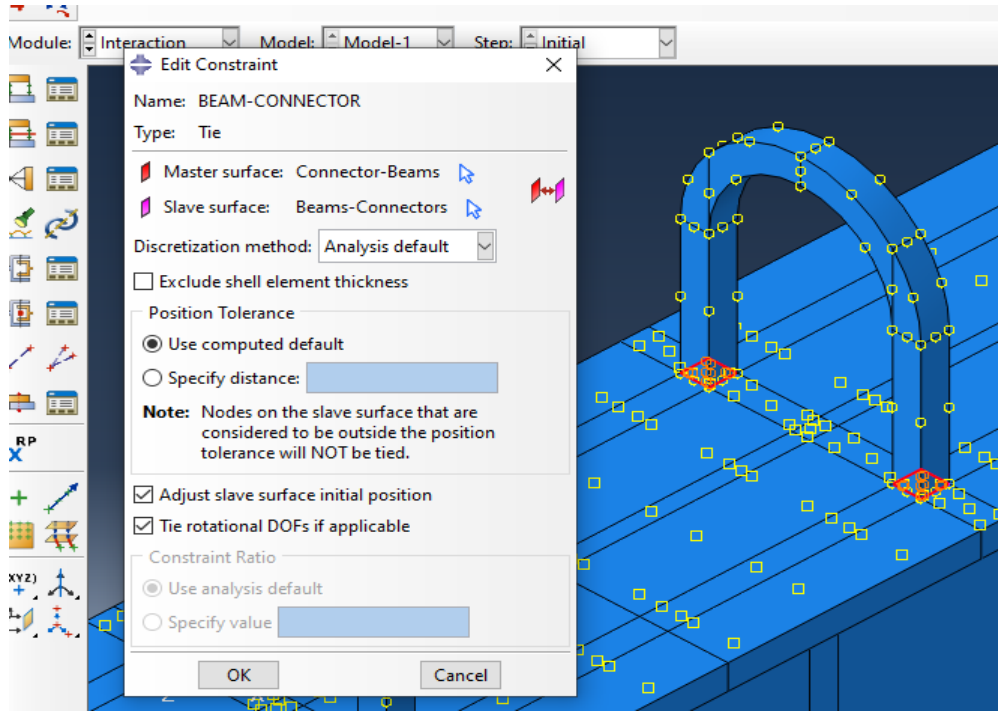 Module: Interaction Model: Model-1 Step: Initial
Edit Constraint
Name: BEAM-CONNECTOR
Type: Tie
Master surface: Connector-Beams
Slave surface: Beams-Connectors
Discretization method: Analysis default
Exclude shell element thickness
Position Tolerance
Use computed default
Specify distance:
Note: Nodes on the slave surface that are
considered to be outside the position
tolerance will NOT be tied.
RP
Adjust slave surface initial position
Tie rotational DOFs if applicable
Constraint Ratio
XYZ)
Use analysis default
Specify value
OK Cancel
Z